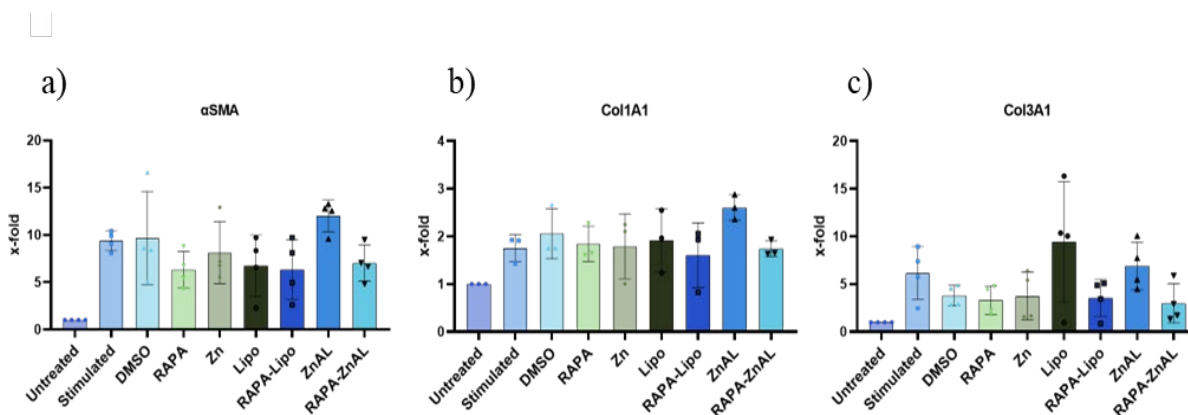 a)
αSMA
x-fold
20
15
10
5
0
Untreated
Stimulated
DMSO
RAPA
Zn
Lipo
RAPA-Lipo
ZnAL
RAPA-ZnAL
b)
Col1A1
x-fold
4
3
2
1
0
Untreated
Stimulated
DMSO
RAPA
Zn
Lipo
RAPA-Lipo
ZnAL
RAPA-ZnAL
c)
Col3A1
x-fold
20
15
10
5
0
Untreated
Stimulated
DMSO
RAPA
Zn
Lipo
RAPA-Lipo
ZnAL
RAPA-ZnAL